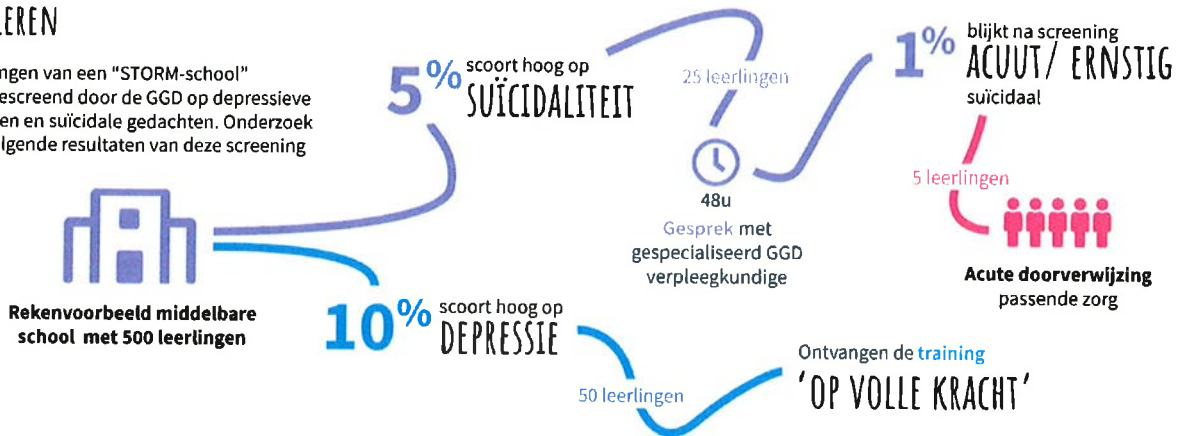 ngen van een “STORM-school”
escreend door de GGD op depressieve
en en suïcidale gedachten. Onderzoek
lgende resultaten van deze screening
Rekenvoorbeeld middelbare
school met 500 leerlingen
5% scoort hoog op
SUÏCIDALITEIT
25 leerlingen
48u
Gesprek met
gespecialiseerd GGD
verpleegkundige
1% blijkt na screening
ACUUT/ ERNSTIG
suïcidaal
5 leerlingen
Acute doorverwijzing
passende zorg
10% scoort hoog op
DEPRESSIE
50 leerlingen
Ontvangen de training
'OP VOLLE KRACHT'